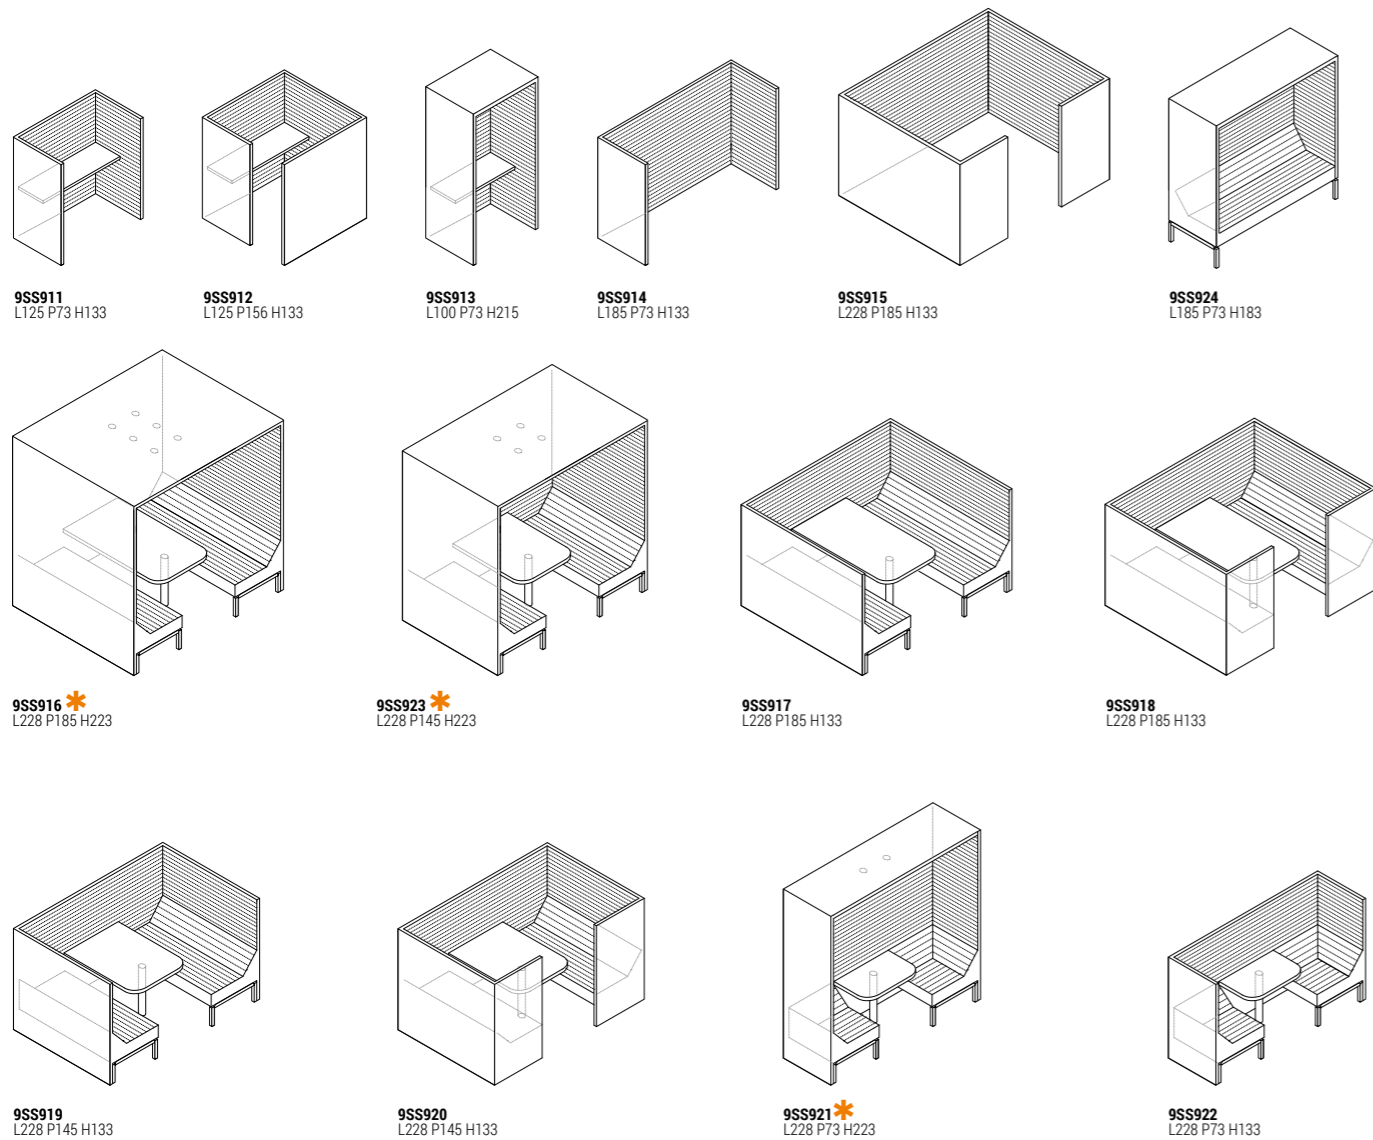 9SS911
L125 P73 H133
9SS912
L125 P156 H133
9SS913
L100 P73 H215
9SS914
L185 P73 H133
9SS915
L228 P185 H133
9SS924
L185 P73 H183
9SS916 *
L228 P185 H223
9SS923 *
L228 P145 H223
9SS917
L228 P185 H133
9SS918
L228 P185 H133
9SS919
L228 P145 H133
9SS920
L228 P145 H133
9SS921 *
L228 P73 H223
9SS922
L228 P73 H133